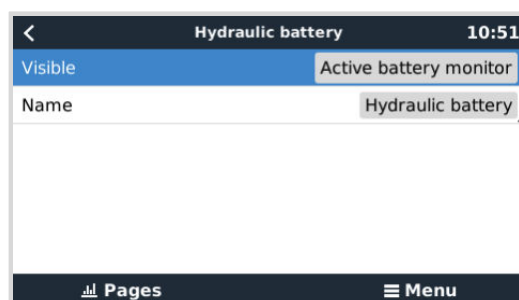 Hydraulic battery 10:51
Visible Active battery monitor
Name Hydraulic battery
Pages Menu